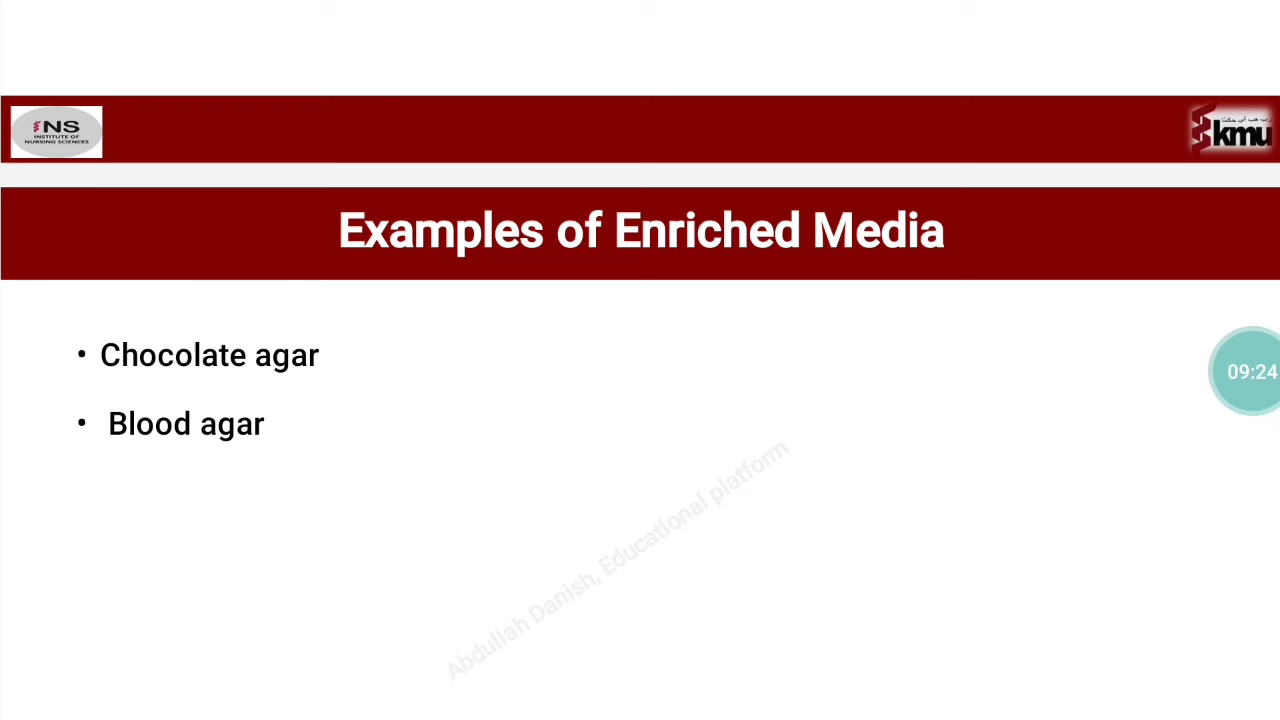 iNS
INSTITUTE OF
NURSING SCIENCES
kmu
Examples of Enriched Media
• Chocolate agar
• Blood agar
09:24
Abdullah Danish, Educational platform